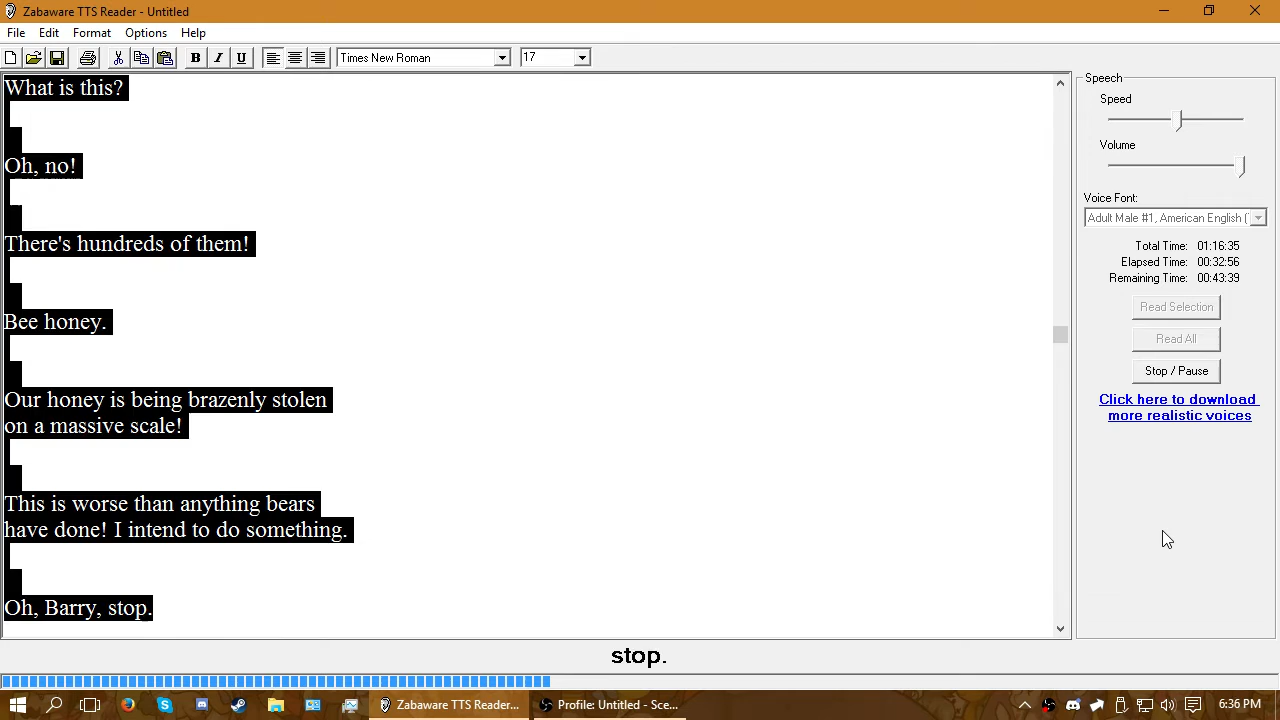 Zabaware TTS Reader - Untitled
File Edit Format Options Help
B I U Times New Roman 17
What is this?
Oh, no!
There's hundreds of them!
Bee honey.
Our honey is being brazenly stolen
on a massive scale!
This is worse than anything bears
have done! I intend to do something.
Oh, Barry, stop.
Speech
Speed
Volume
Voice Font:
Adult Male #1, American English (
Total Time: 01:16:35
Elapsed Time: 00:32:56
Remaining Time: 00:43:39
Read Selection
Read All
Stop / Pause
Click here to download
more realistic voices
stop.
Zabaware TTS Reader... Profile: Untitled - Sce... 6:36 PM